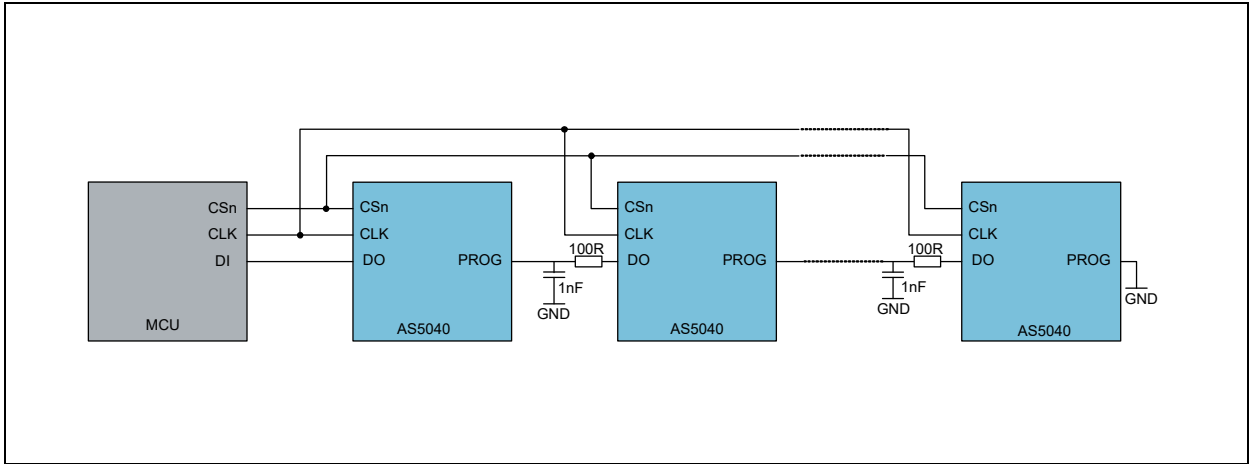 CSn
CLK
DI
MCU
CSn
CLK
DO
PROG
AS5040
100R
1nF
GND
CSn
CLK
DO
PROG
AS5040
100R
1nF
GND
CSn
CLK
DO
PROG
AS5040
GND